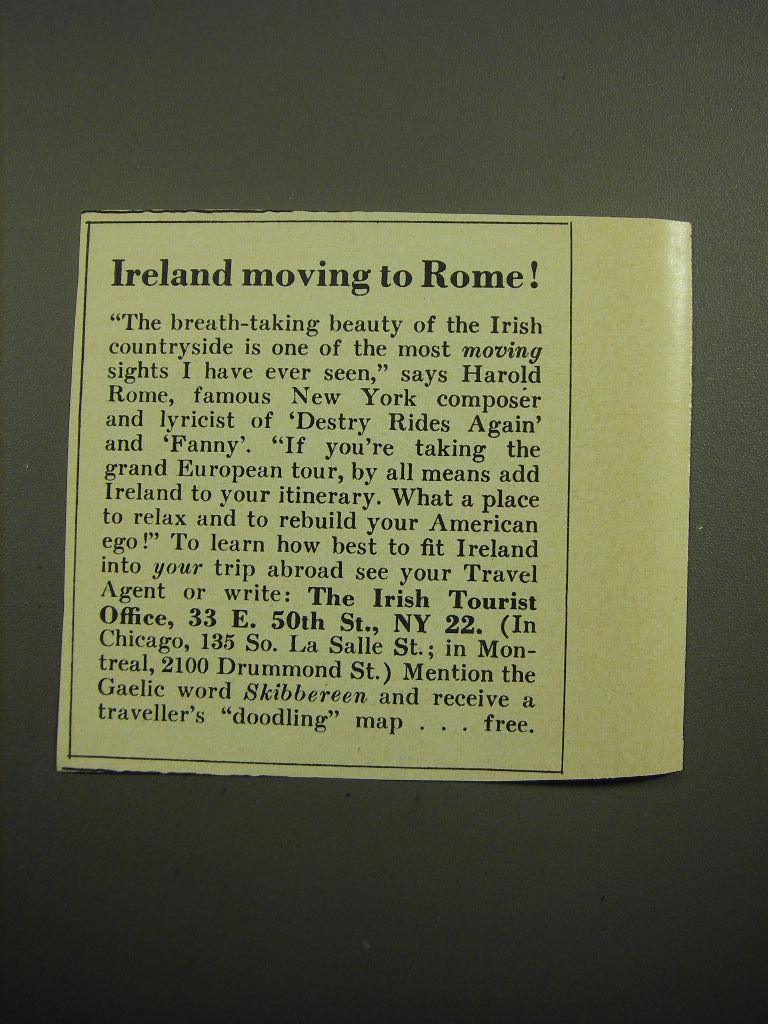 Ireland moving to Rome!
“The breath-taking beauty of the Irish
countryside is one of the most moving
sights I have ever seen,” says Harold
Rome, famous New York composer
and lyricist of ‘Destry Rides Again’
and ‘Fanny’. “If you're taking the
grand European tour, by all means add
Ireland to your itinerary. What a place
to relax and to rebuild your American
ego!” To learn how best to fit Ireland
into your trip abroad see your Travel
Agent or write: The Irish Tourist
Office, 33 E. 50th St., NY 22. (In
Chicago, 135 So. La Salle St.; in Mon-
treal, 2100 Drummond St.) Mention the
Gaelic word Skibbereen and receive a
traveller's “doodling” map . . . free.